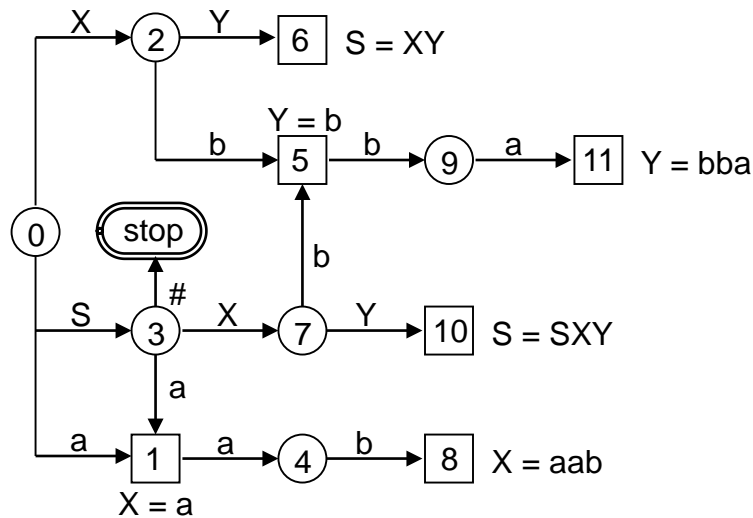 X
2
Y
6
S = XY
Y = b
b
5
b
9
a
11
Y = bba
0
stop
b
#
S
3
X
7
Y
10
S = SXY
a
a
1
a
4
b
8
X = aab
X = a